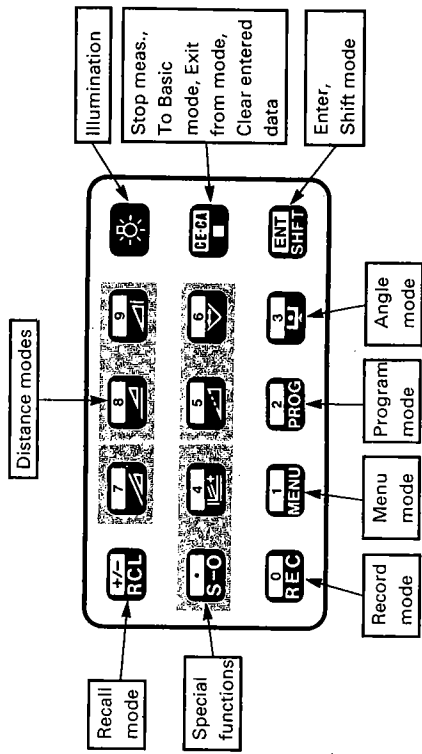 Distance modes
Illumination
Recall
mode
Stop meas.,
To Basic
mode, Exit
from mode,
Clear entered
data
Special
functions
Enter,
Shift mode
+/–
RCL
7
8
9
•
S-O
4
5
6
CE·CA
0
REC
1
MENU
2
PROG
3
ENT
SHFT
Record
mode
Menu
mode
Program
mode
Angle
mode